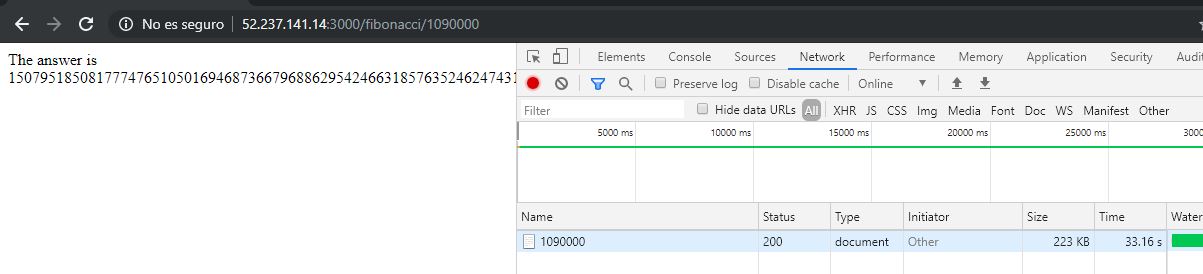 No es seguro 52.237.141.14:3000/fibonacci/1090000
The answer is
Elements Console Sources Network Performance Memory Application Security Audit
1507951850817774765105016946873667968862954246631857635246247431
Preserve log Disable cache Online
Filter Hide data URLs All XHR JS CSS Img Media Font Doc WS Manifest Other
5000 ms 10000 ms 15000 ms 20000 ms 25000 ms 3000
Name Status Type Initiator Size Time Water
1090000 200 document Other 223 KB 33.16 s